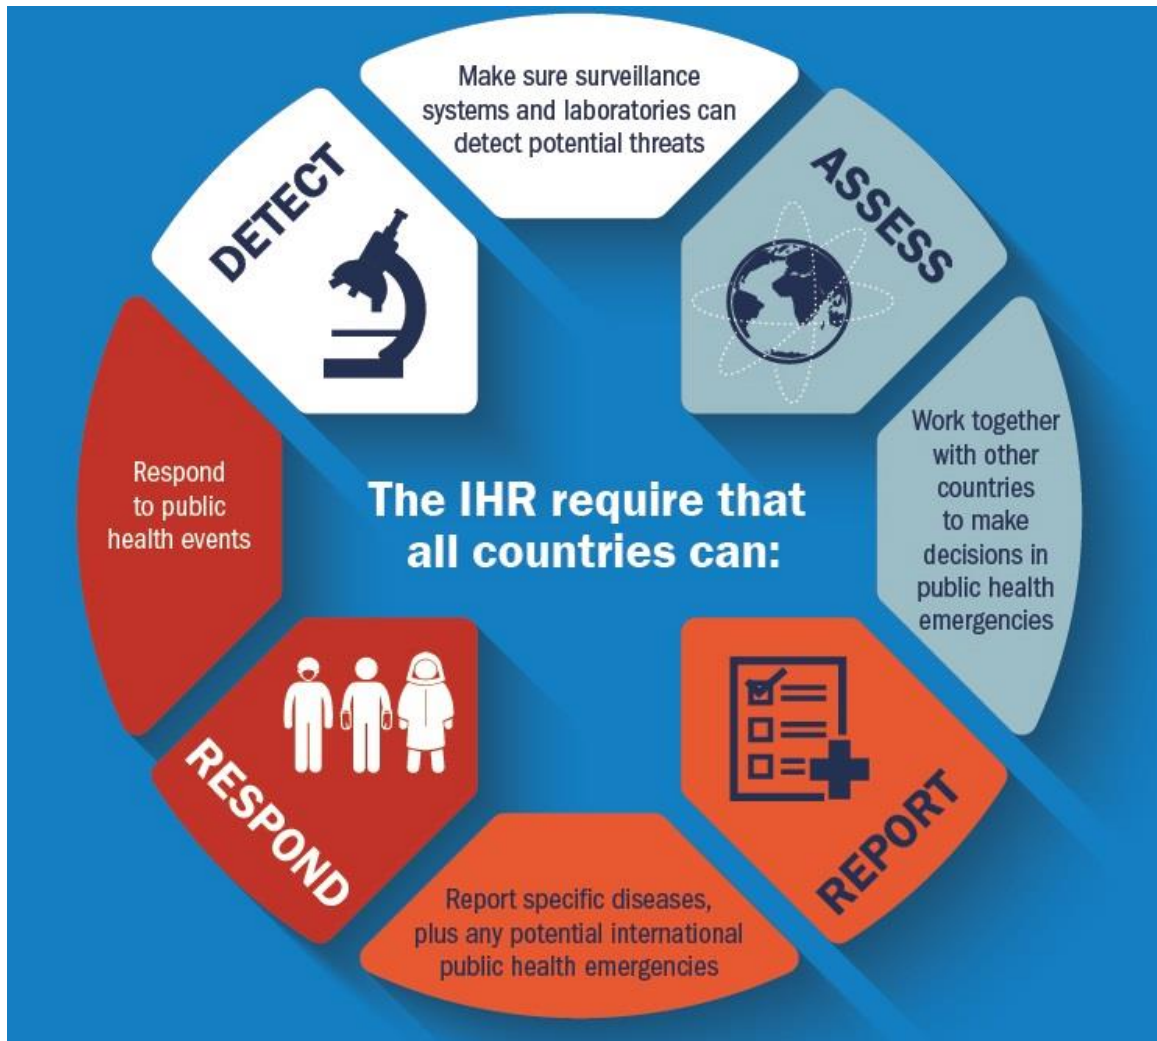 The IHR require that
all countries can:
DETECT
Make sure surveillance
systems and laboratories can
detect potential threats
ASSESS
Work together
with other
countries
to make
decisions in
public health
emergencies
REPORT
Report specific diseases,
plus any potential international
public health emergencies
RESPOND
Respond
to public
health events